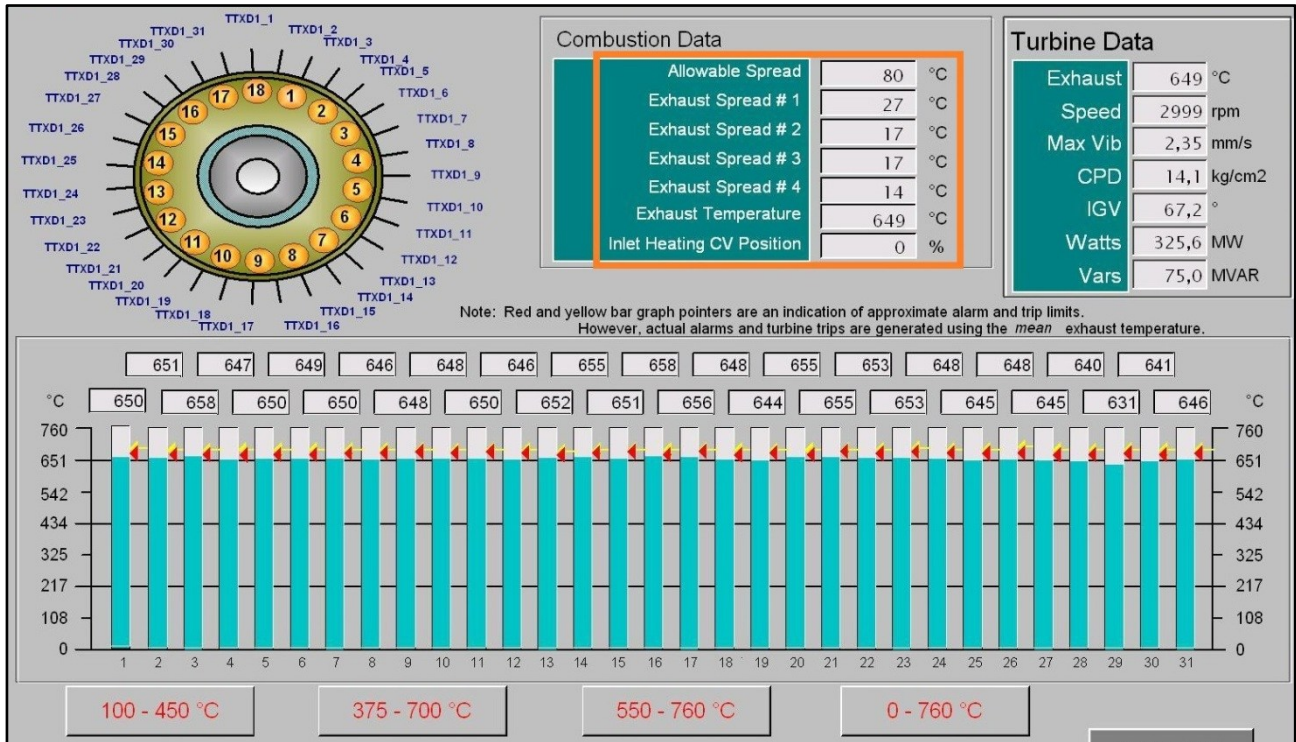 TTXD1_1
TTXD1_2
TTXD1_3
TTXD1_4
TTXD1_5
TTXD1_6
TTXD1_7
TTXD1_8
TTXD1_9
TTXD1_10
TTXD1_11
TTXD1_12
TTXD1_13
TTXD1_14
TTXD1_15
TTXD1_16
TTXD1_17
TTXD1_18
TTXD1_19
TTXD1_20
TTXD1_21
TTXD1_22
TTXD1_23
TTXD1_24
TTXD1_25
TTXD1_26
TTXD1_27
TTXD1_28
TTXD1_29
TTXD1_30
TTXD1_31
18
1
2
3
4
5
6
7
8
9
10
11
12
13
14
15
16
17
Combustion Data
Allowable Spread 80 °C
Exhaust Spread # 1 27 °C
Exhaust Spread # 2 17 °C
Exhaust Spread # 3 17 °C
Exhaust Spread # 4 14 °C
Exhaust Temperature 649 °C
Inlet Heating CV Position 0 %
Turbine Data
Exhaust 649 °C
Speed 2999 rpm
Max Vib 2,35 mm/s
CPD 14,1 kg/cm2
IGV 67,2 °
Watts 325,6 MW
Vars 75,0 MVAR
Note: Red and yellow bar graph pointers are an indication of approximate alarm and trip limits.
However, actual alarms and turbine trips are generated using the mean exhaust temperature.
651 647 649 646 648 646 655 658 648 655 653 648 648 640 641
°C 650 658 650 650 648 650 652 651 656 644 655 653 645 645 631 646 °C
760 760
651 651
542 542
434 434
325 325
217 217
108 108
0 0
1 2 3 4 5 6 7 8 9 10 11 12 13 14 15 16 17 18 19 20 21 22 23 24 25 26 27 28 29 30 31
100 - 450 °C 375 - 700 °C 550 - 760 °C 0 - 760 °C